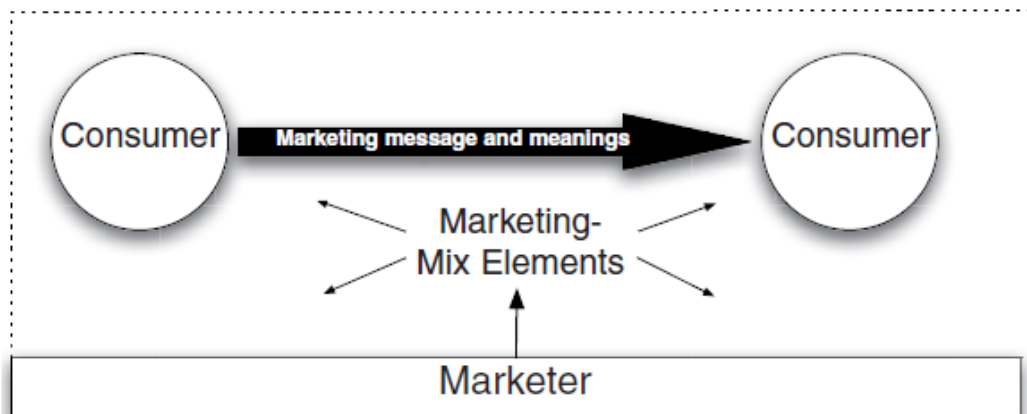 Consumer
Marketing message and meanings
Consumer
Marketing-
Mix Elements
Marketer